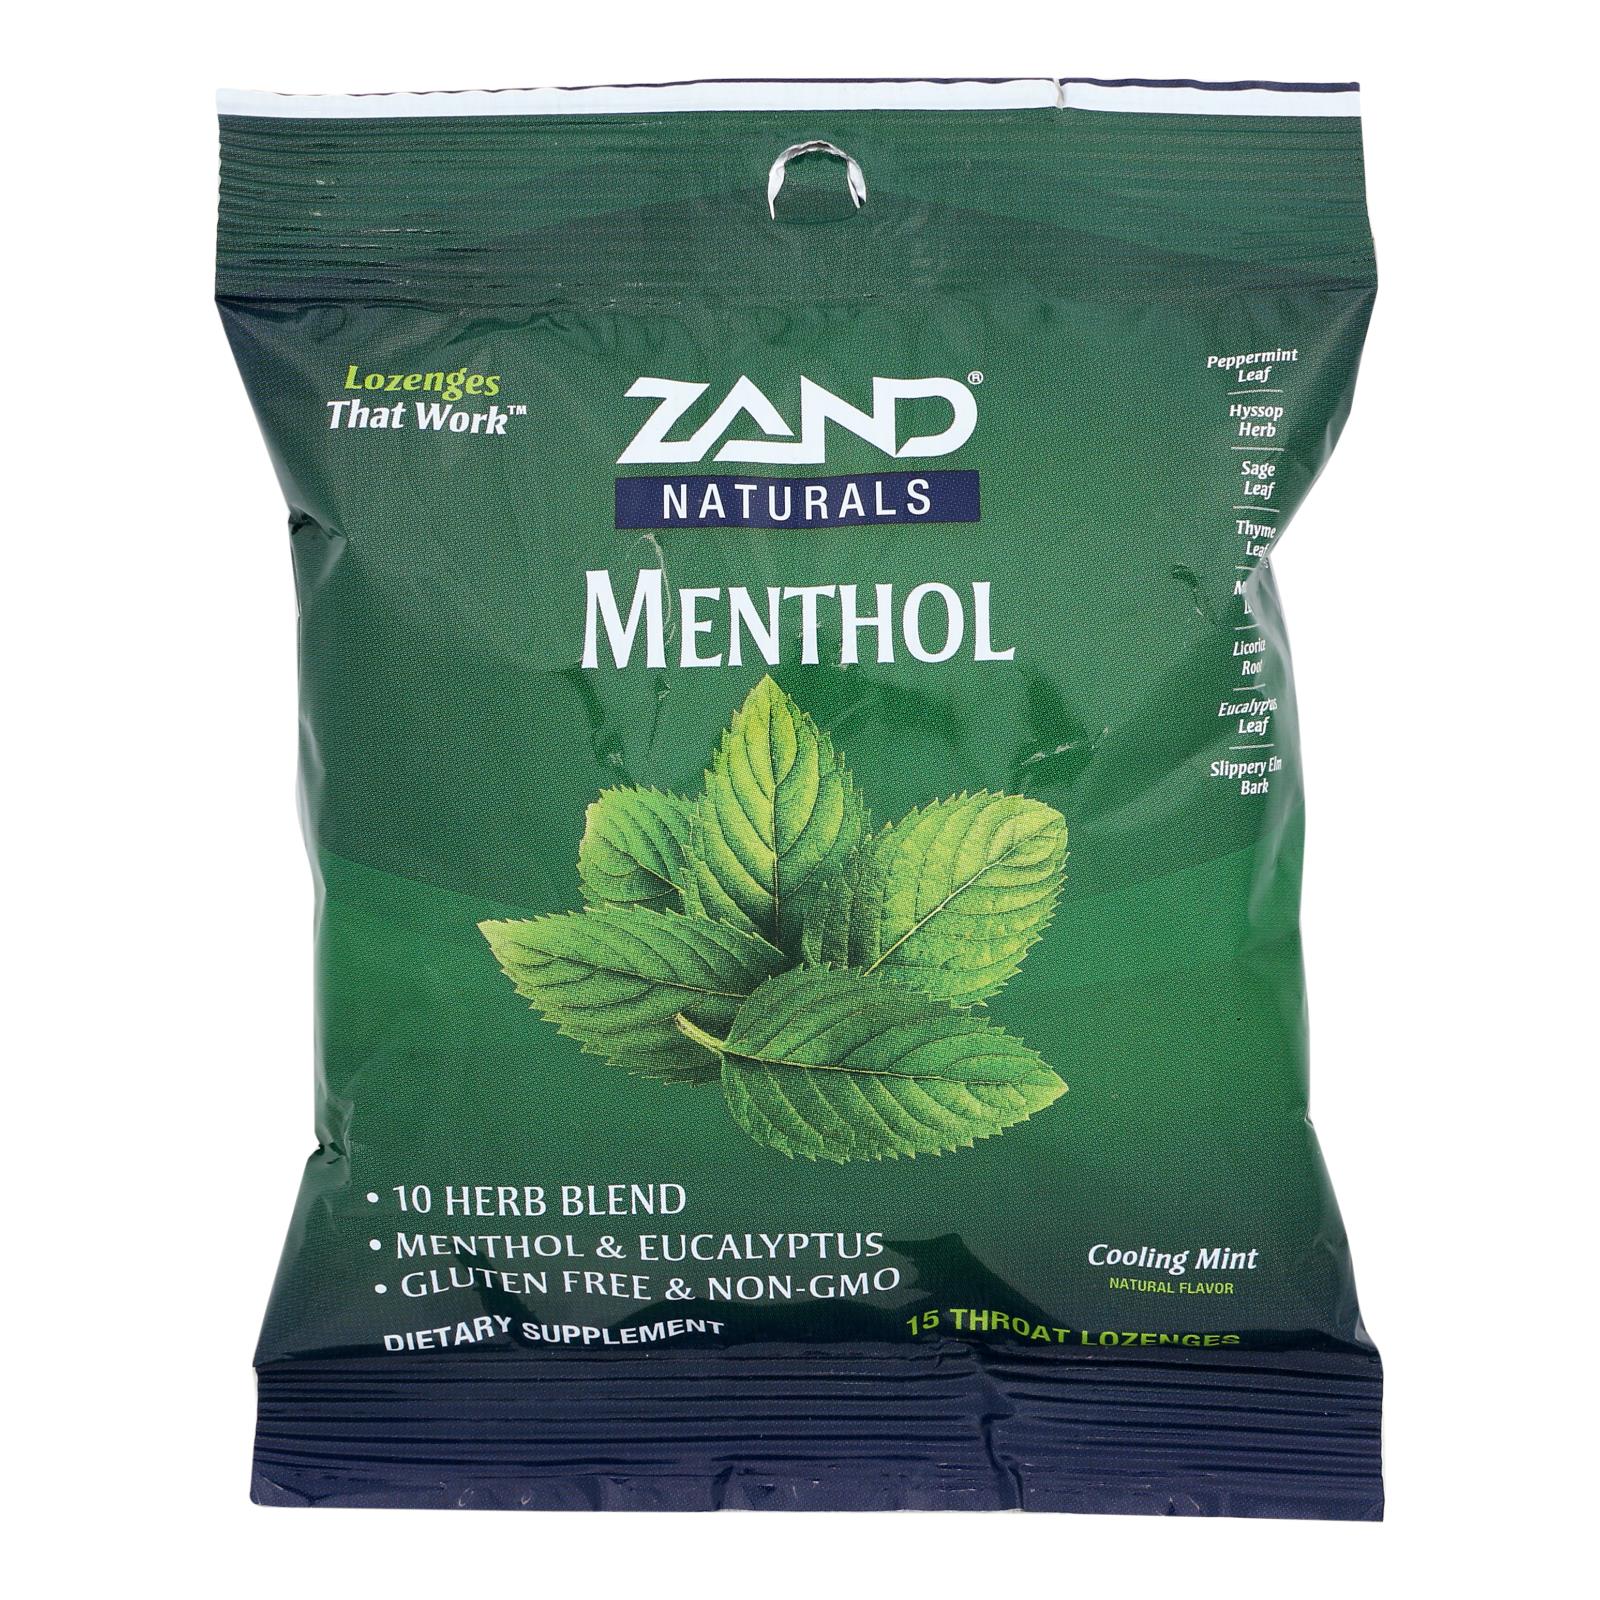 Lozenges
That Work™
ZAND®
NATURALS
MENTHOL
Peppermint
Leaf
Hyssop
Herb
Sage
Leaf
Thyme
Leaf
Licorice
Root
Eucalyptus
Leaf
Slippery Elm
Bark
• 10 HERB BLEND
• MENTHOL & EUCALYPTUS
• GLUTEN FREE & NON-GMO
DIETARY SUPPLEMENT
Cooling Mint
NATURAL FLAVOR
15 THROAT LOZENGES